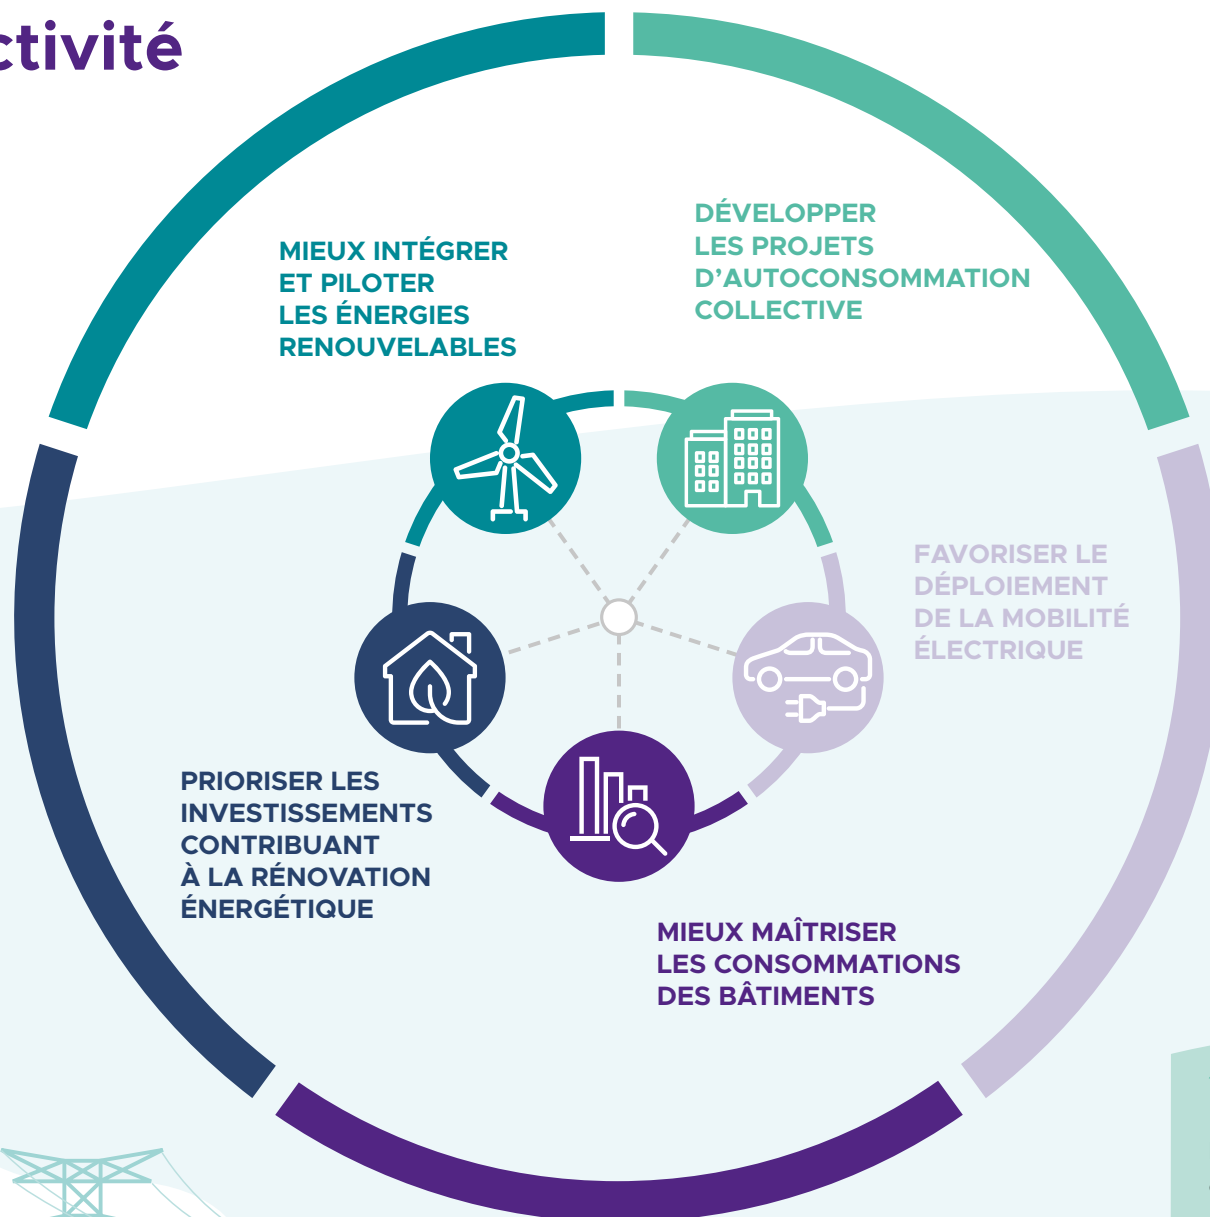 ctivité
MIEUX INTÉGRER
ET PILOTER
LES ÉNERGIES
RENOUVELABLES
DÉVELOPPER
LES PROJETS
D’AUTOCONSOMMATION
COLLECTIVE
FAVORISER LE
DÉPLOIEMENT
DE LA MOBILITÉ
ÉLECTRIQUE
PRIORISER LES
INVESTISSEMENTS
CONTRIBUANT
À LA RÉNOVATION
ÉNERGÉTIQUE
MIEUX MAÎTRISER
LES CONSOMMATIONS
DES BÂTIMENTS